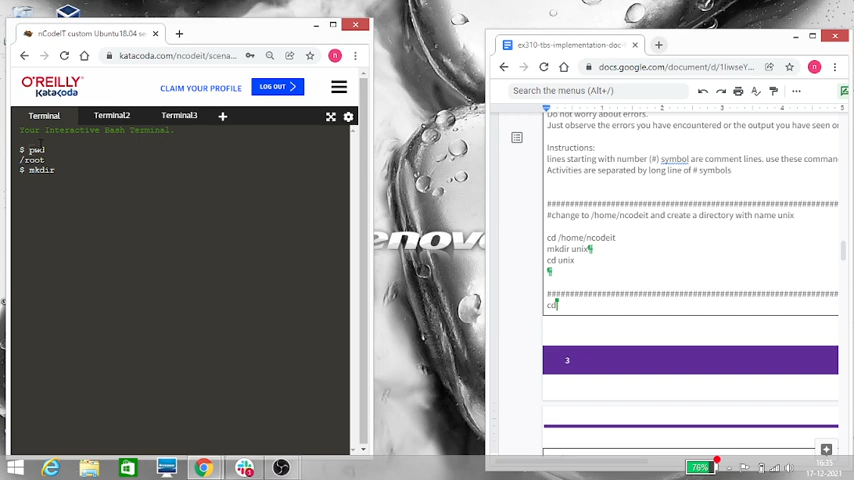 nCodeIT custom Ubuntu18.04 se
katacoda.com/ncodeit/scena
O'REILLY
Katacoda
CLAIM YOUR PROFILE
LOG OUT
Terminal
Terminal2
Terminal3
Your Interactive Bash Terminal.
$ pwd
/root
$ mkdir
ex310-tbs-implementation-doc-
docs.google.com/document/d/1liwseY
Search the menus (Alt+/)
Do not worry about errors.
Just observe the errors you have encountered or the output you have seen or
Instructions:
lines starting with number (#) symbol are comment lines. use these comman
Activities are separated by long line of # symbols
#change to /home/ncodeit and create a directory with name unix
cd /home/ncodeit
mkdir unix
cd unix
cd
3
76%
16:35
17-12-2021